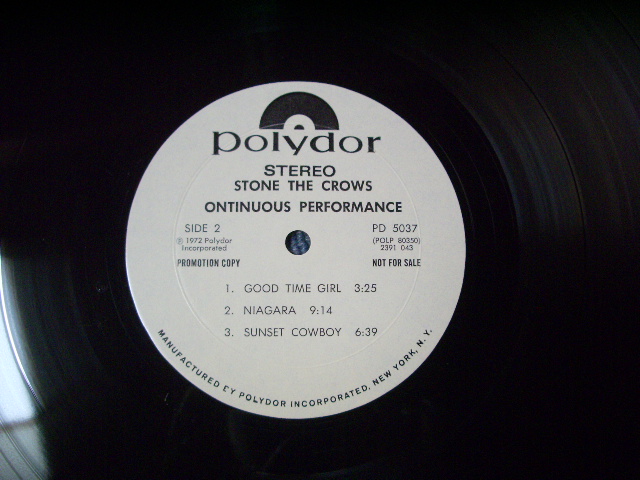 polydor
STEREO
STONE THE CROWS
ONTINUOUS PERFORMANCE
SIDE 2 PD 5037
℗ 1972 Polydor (POLP 80350)
Incorporated 2391 043
PROMOTION COPY NOT FOR SALE
1. GOOD TIME GIRL 3:25
2. NIAGARA 9:14
3. SUNSET COWBOY 6:39
MANUFACTURED BY POLYDOR INCORPORATED, NEW YORK, N.Y.